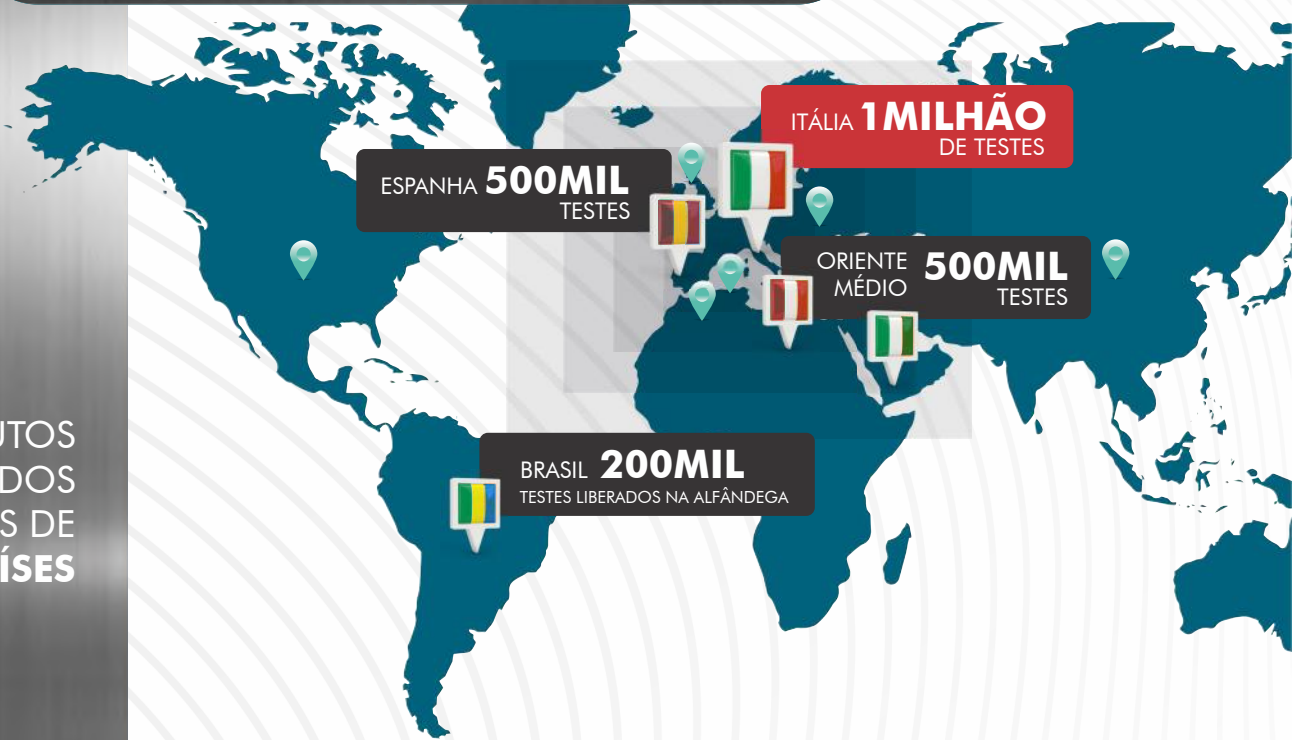 ITÁLIA 1MILHÃO
DE TESTES
ESPANHA 500MIL
TESTES
ORIENTE
MÉDIO
500MIL
TESTES
BRASIL 200MIL
TESTES LIBERADOS NA ALFÂNDEGA
UTOS
DOS
S DE
ÍSES